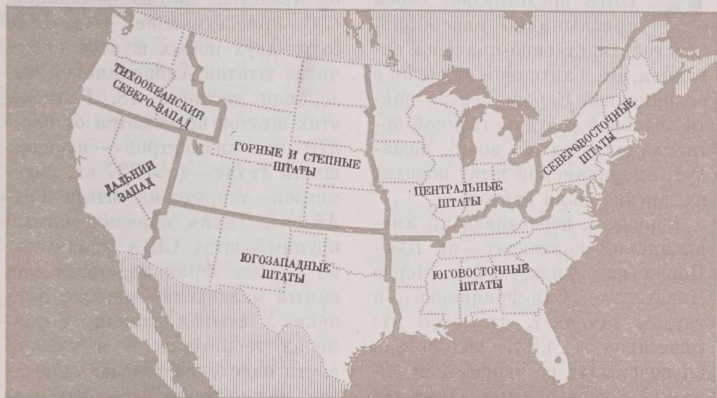 ТИХООКЕАНСКИЙ
СЕВЕРО-ЗАПАД
ДАЛЬНИЙ
ЗАПАД
ГОРНЫЕ И СТЕПНЫЕ
ШТАТЫ
ЮГОЗАПАДНЫЕ
ШТАТЫ
ЦЕНТРАЛЬНЫЕ
ШТАТЫ
СЕВЕРОВОСТОЧНЫЕ
ШТАТЫ
ЮГОВОСТОЧНЫЕ
ШТАТЫ